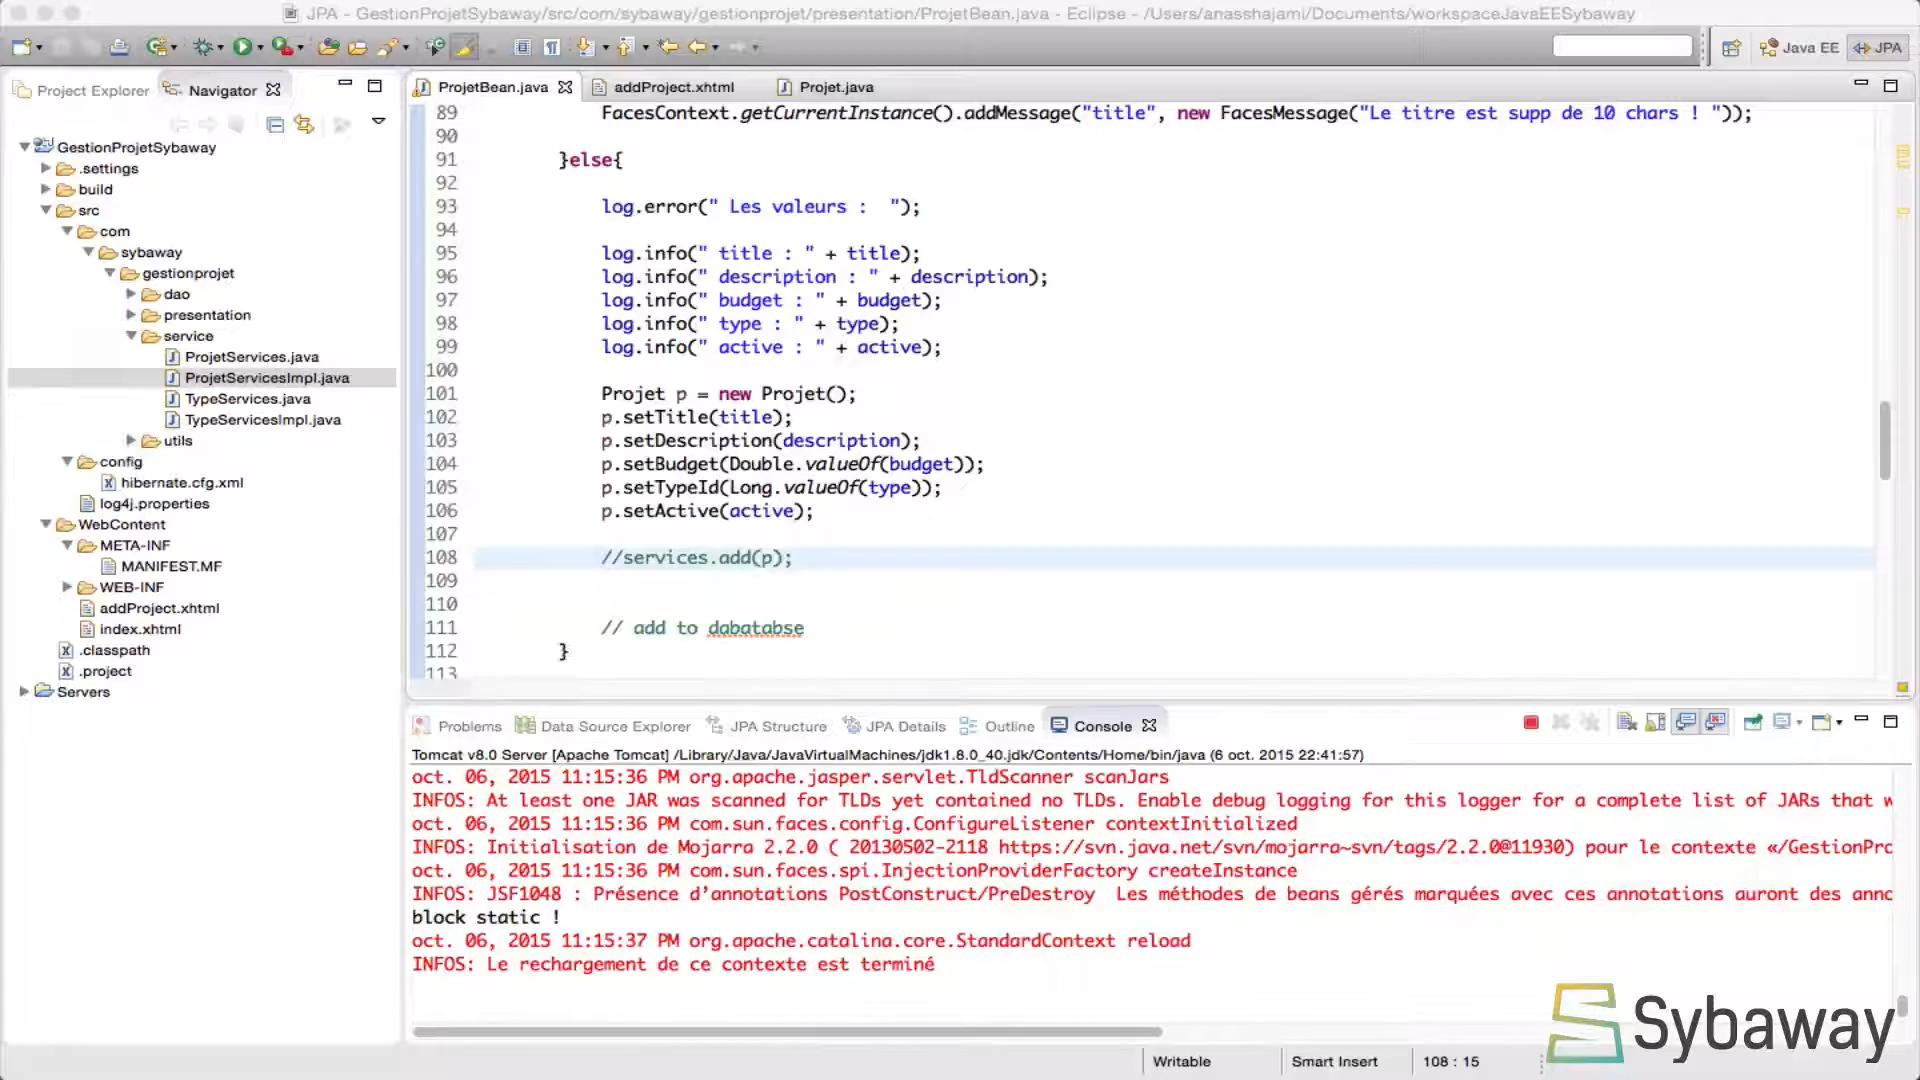 JPA - GestionProjetSybaway/src/com/sybaway/gestionprojet/presentation/ProjetBean.java - Eclipse - /Users/anasshajami/Documents/workspaceJavaEESybaway
Java EE
JPA
Project Explorer
Navigator
ProjetBean.java
addProject.xhtml
Projet.java
GestionProjetSybaway
.settings
build
src
com
sybaway
gestionprojet
dao
presentation
service
ProjetServices.java
ProjetServicesImpl.java
TypeServices.java
TypeServicesImpl.java
utils
config
hibernate.cfg.xml
log4j.properties
WebContent
META-INF
MANIFEST.MF
WEB-INF
addProject.xhtml
index.xhtml
.classpath
.project
Servers
89 FacesContext.getCurrentInstance().addMessage("title", new FacesMessage("Le titre est supp de 10 chars ! "));
90
91 }else{
92
93 log.error(" Les valeurs :  ");
94
95 log.info(" title : " + title);
96 log.info(" description : " + description);
97 log.info(" budget : " + budget);
98 log.info(" type : " + type);
99 log.info(" active : " + active);
100
101 Projet p = new Projet();
102 p.setTitle(title);
103 p.setDescription(description);
104 p.setBudget(Double.valueOf(budget));
105 p.setTypeId(Long.valueOf(type));
106 p.setActive(active);
107
108 //services.add(p);
109
110
111 // add to dabatabse
112 }
113
Problems
Data Source Explorer
JPA Structure
JPA Details
Outline
Console
Tomcat v8.0 Server [Apache Tomcat] /Library/Java/JavaVirtualMachines/jdk1.8.0_40.jdk/Contents/Home/bin/java (6 oct. 2015 22:41:57)
oct. 06, 2015 11:15:36 PM org.apache.jasper.servlet.TldScanner scanJars
INFOS: At least one JAR was scanned for TLDs yet contained no TLDs. Enable debug logging for this logger for a complete list of JARs that w
oct. 06, 2015 11:15:36 PM com.sun.faces.config.ConfigureListener contextInitialized
INFOS: Initialisation de Mojarra 2.2.0 ( 20130502-2118 https://svn.java.net/svn/mojarra~svn/tags/2.2.0@11930) pour le contexte «/GestionPro
oct. 06, 2015 11:15:36 PM com.sun.faces.spi.InjectionProviderFactory createInstance
INFOS: JSF1048 : Présence d’annotations PostConstruct/PreDestroy  Les méthodes de beans gérés marquées avec ces annotations auront des anno
block static !
oct. 06, 2015 11:15:37 PM org.apache.catalina.core.StandardContext reload
INFOS: Le rechargement de ce contexte est terminé
Sybaway
Writable
Smart Insert
108 : 15